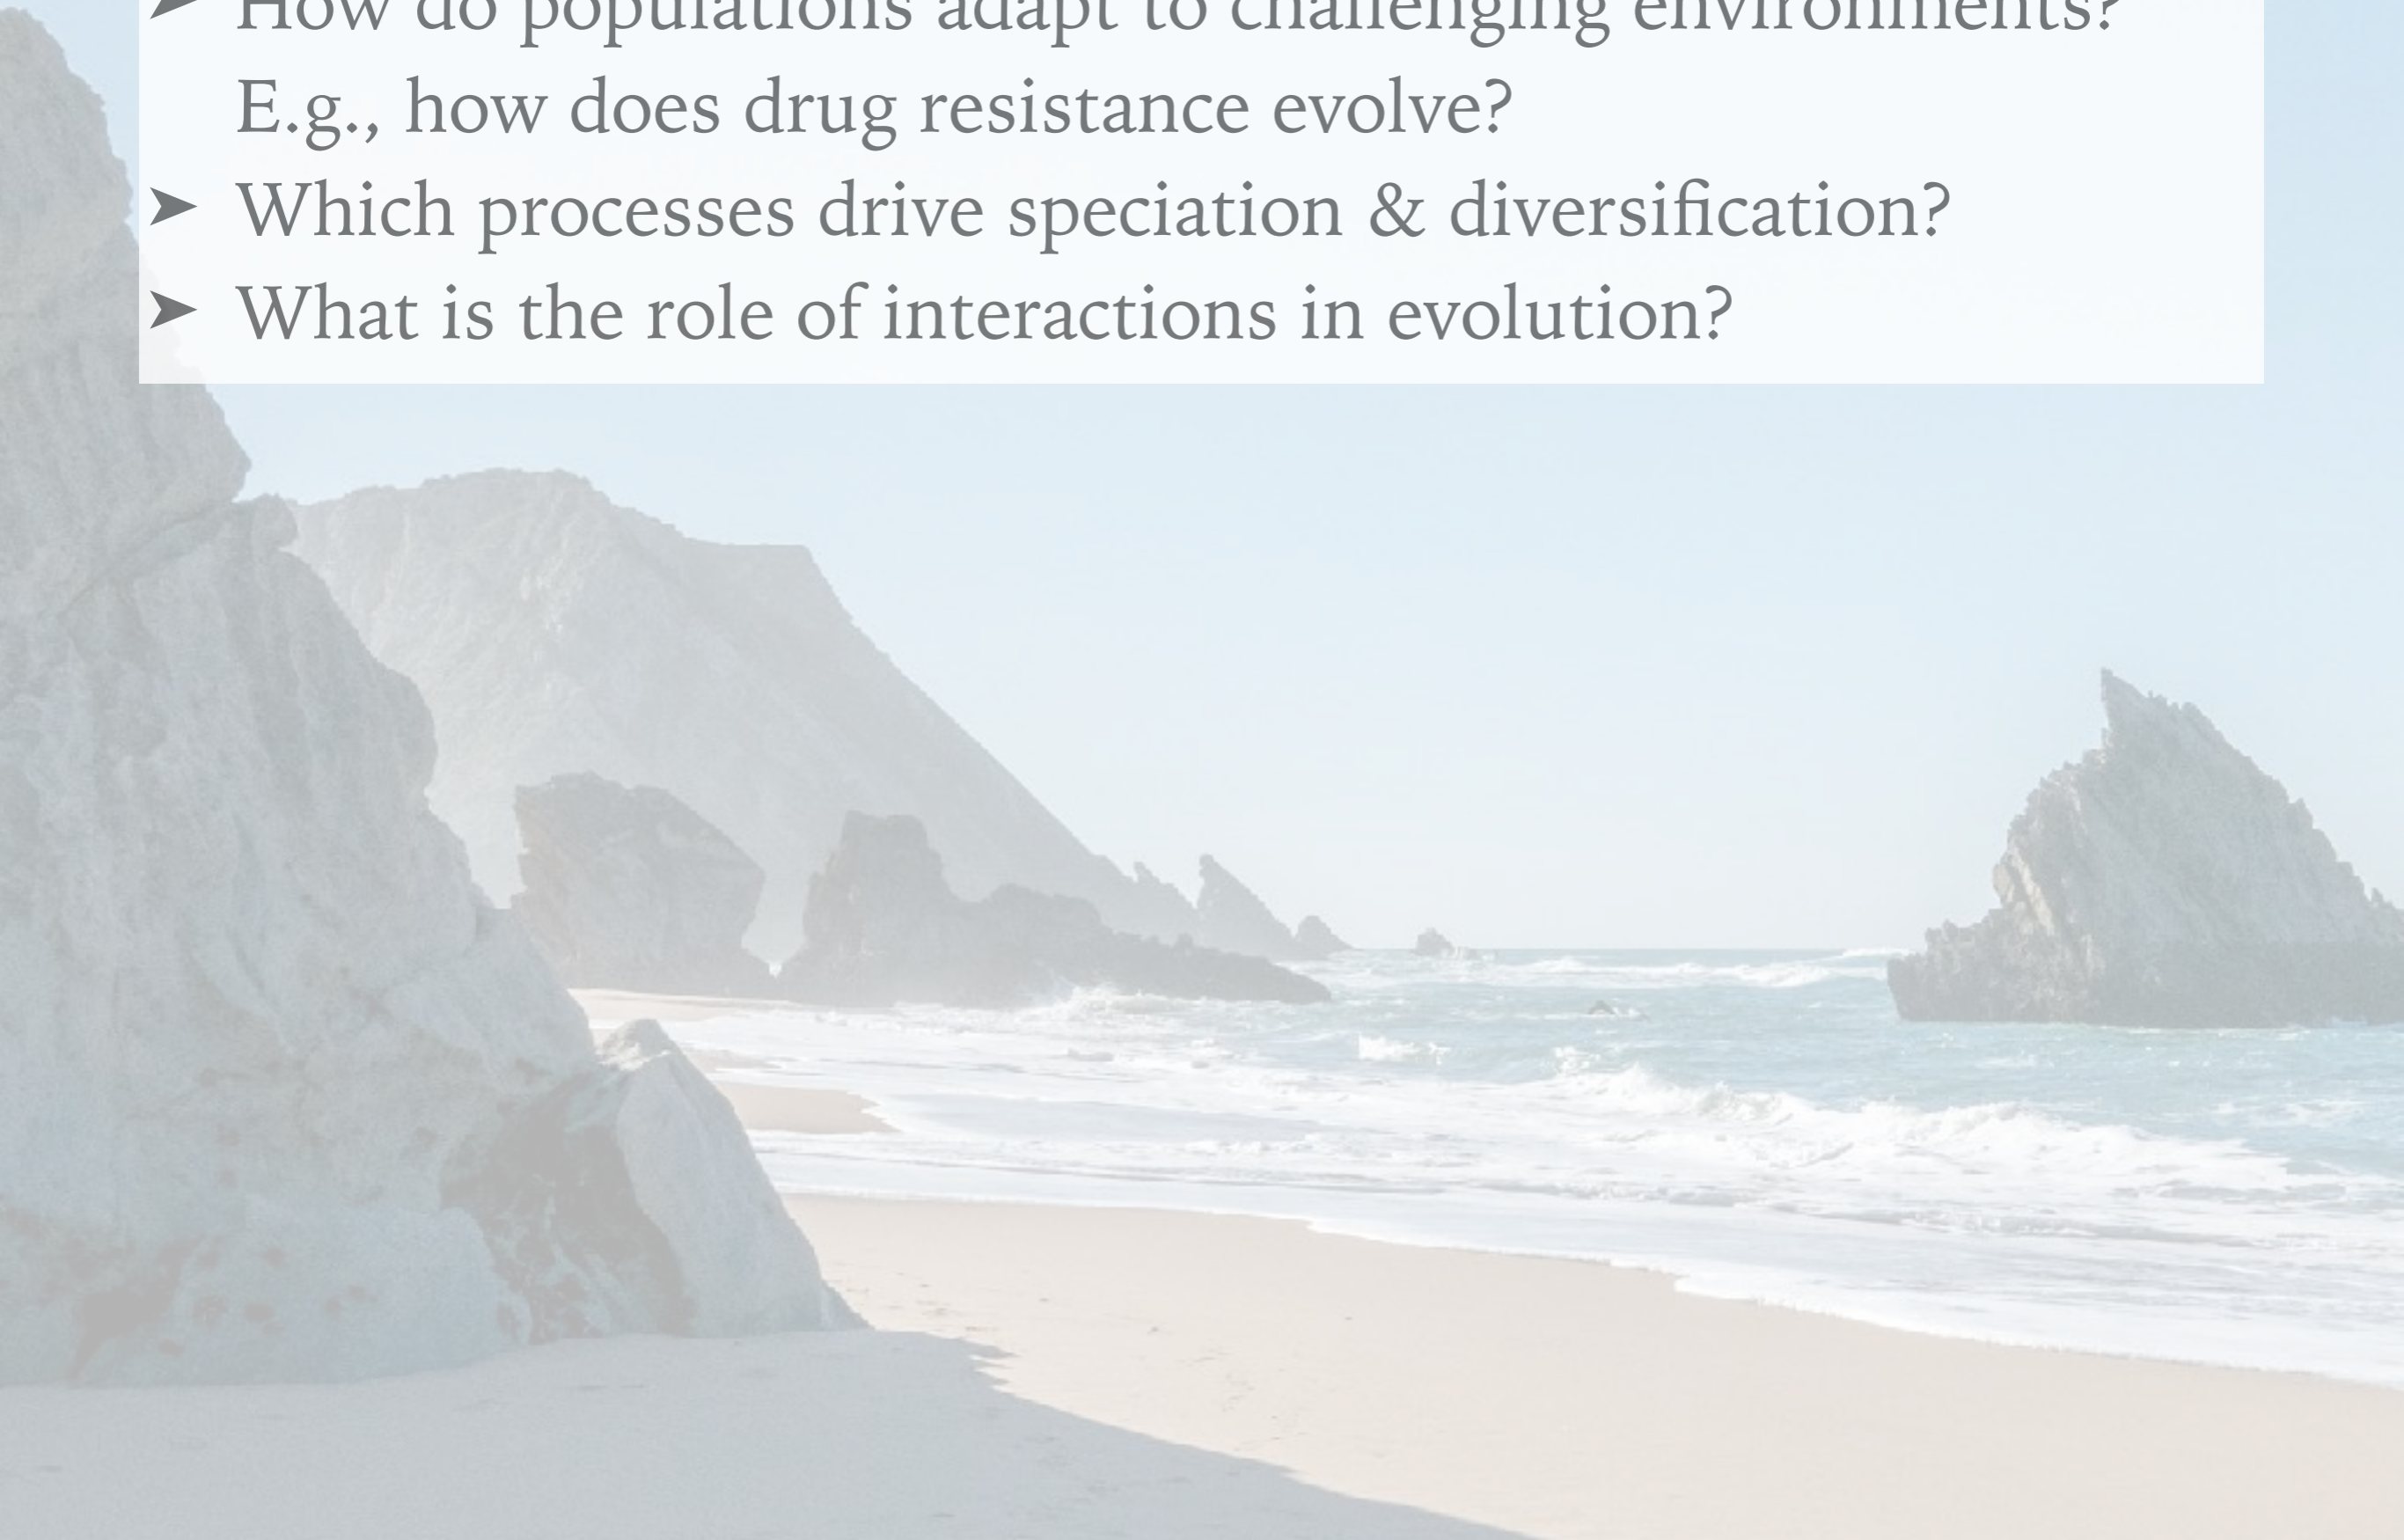 ➤ How do populations adapt to challenging environments?
E.g., how does drug resistance evolve?
➤ Which processes drive speciation & diversification?
➤ What is the role of interactions in evolution?